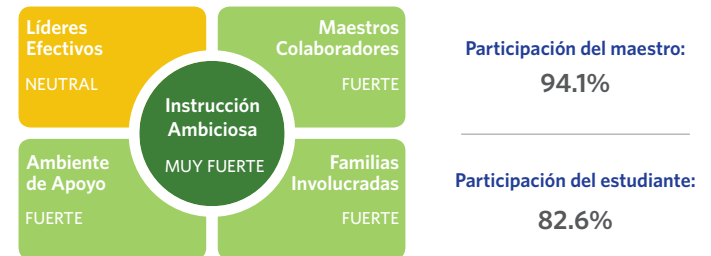 Líderes
Efectivos
NEUTRAL
Maestros
Colaboradores
FUERTE
Instrucción
Ambiciosa
MUY FUERTE
Ambiente
de Apoyo
FUERTE
Familias
Involucradas
FUERTE
Participación del maestro:
94.1%
Participación del estudiante:
82.6%